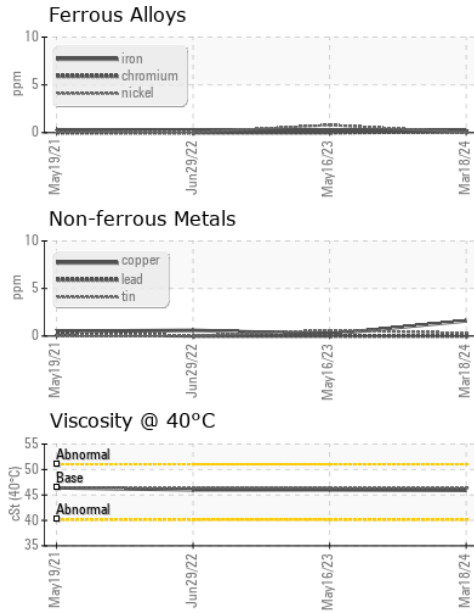 Ferrous Alloys
10
5
0
ppm
iron
chromium
nickel
May19/21
Jun29/22
May16/23
Mar18/24
Non-ferrous Metals
10
5
0
ppm
copper
lead
tin
May19/21
Jun29/22
May16/23
Mar18/24
Viscosity @ 40°C
55
50
45
40
35
cSt (40°C)
Abnormal
Base
Abnormal
May19/21
Jun29/22
May16/23
Mar18/24